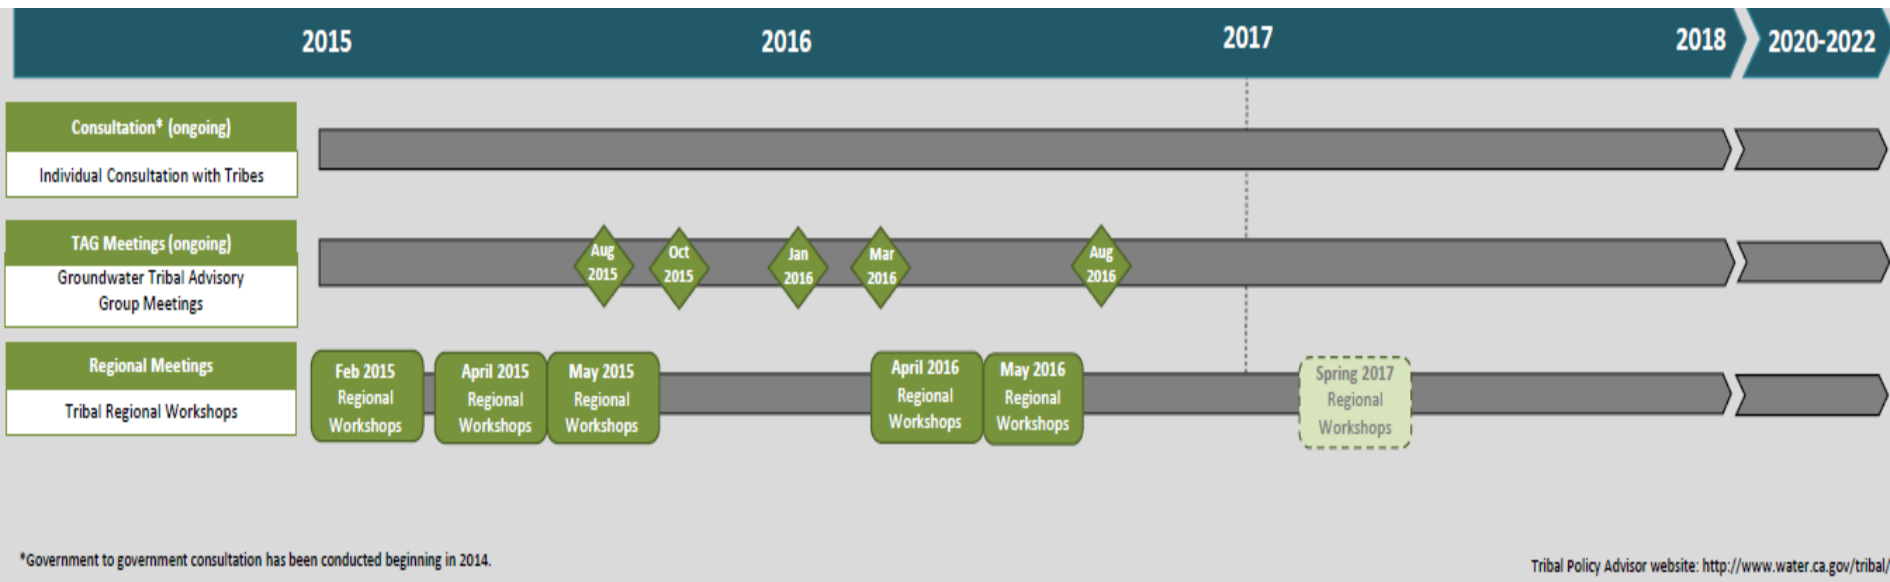 2015
2016
2017
2018
2020-2022
Consultation* (ongoing)
Individual Consultation with Tribes
TAG Meetings (ongoing)
Groundwater Tribal Advisory
Group Meetings
Aug
2015
Oct
2015
Jan
2016
Mar
2016
Aug
2016
Regional Meetings
Tribal Regional Workshops
Feb 2015
Regional
Workshops
April 2015
Regional
Workshops
May 2015
Regional
Workshops
April 2016
Regional
Workshops
May 2016
Regional
Workshops
Spring 2017
Regional
Workshops
*Government to government consultation has been conducted beginning in 2014.
Tribal Policy Advisor website: http://www.water.ca.gov/tribal/